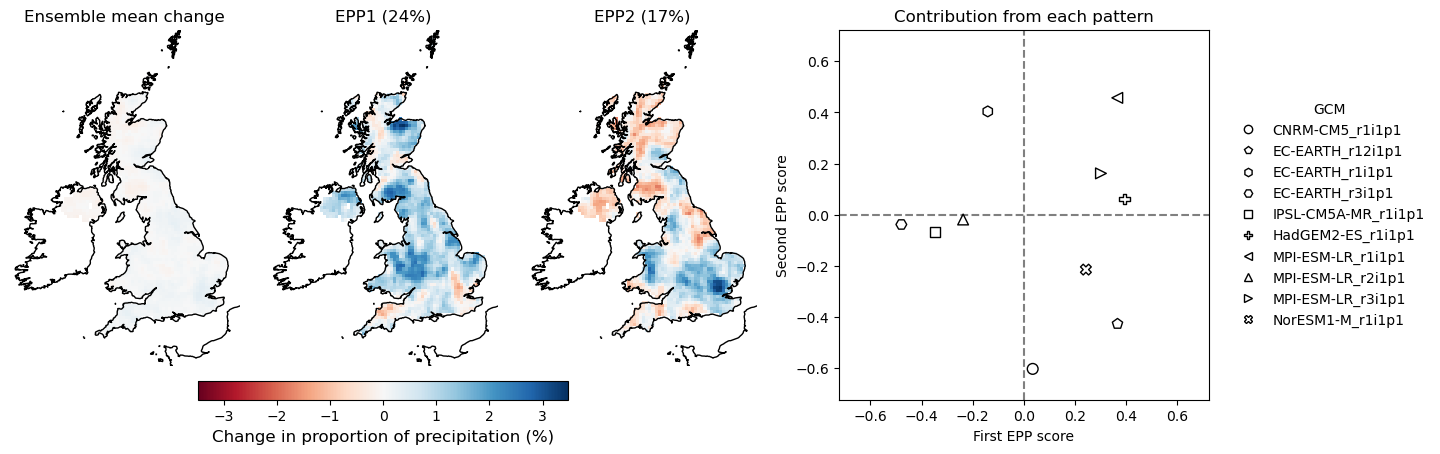 Ensemble mean change
EPP1 (24%)
EPP2 (17%)
−3 −2 −1 0 1 2 3
Change in proportion of precipitation (%)
Contribution from each pattern
Second EPP score
0.6
0.4
0.2
0.0
−0.2
−0.4
−0.6
−0.6 −0.4 −0.2 0.0 0.2 0.4 0.6
First EPP score
GCM
CNRM-CM5_r1i1p1
EC-EARTH_r12i1p1
EC-EARTH_r1i1p1
EC-EARTH_r3i1p1
IPSL-CM5A-MR_r1i1p1
HadGEM2-ES_r1i1p1
MPI-ESM-LR_r1i1p1
MPI-ESM-LR_r2i1p1
MPI-ESM-LR_r3i1p1
NorESM1-M_r1i1p1